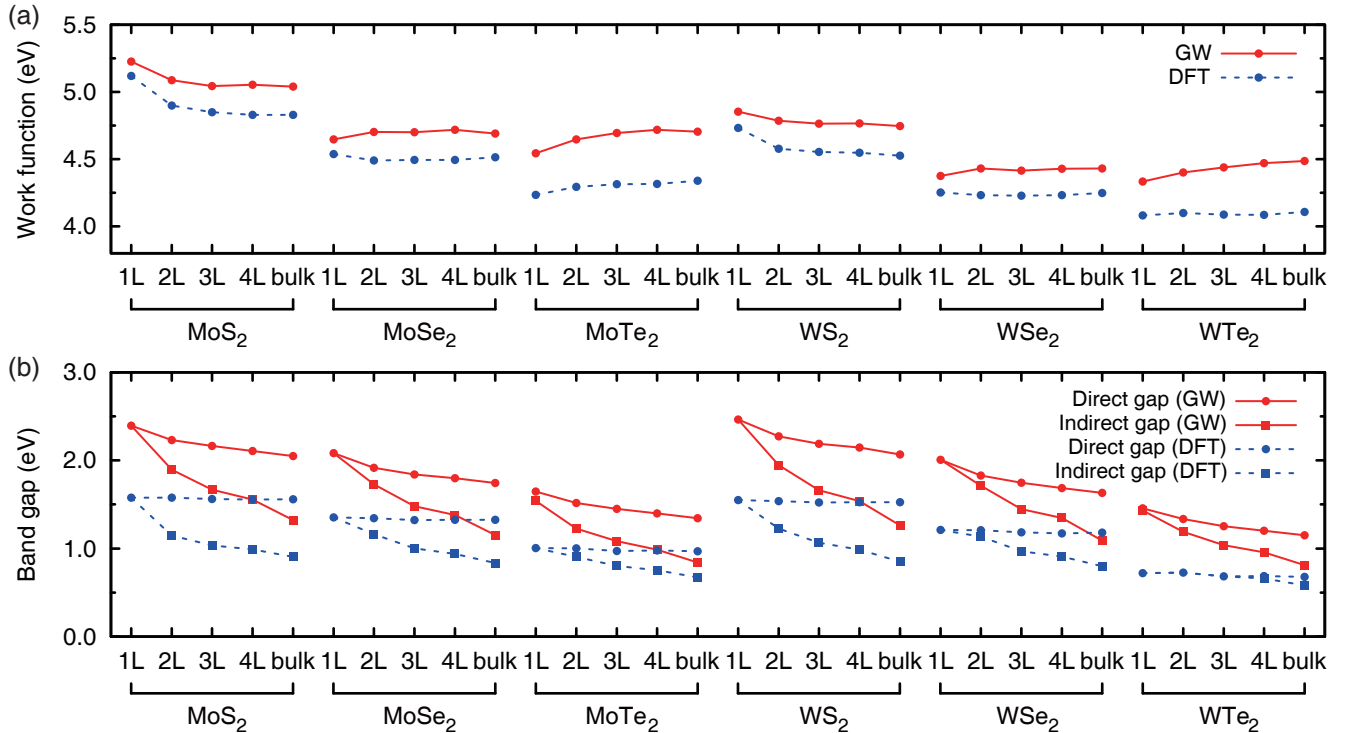 (a)
Work function (eV)
5.5
5.0
4.5
4.0
GW
DFT
1L 2L 3L 4L bulk 1L 2L 3L 4L bulk 1L 2L 3L 4L bulk 1L 2L 3L 4L bulk 1L 2L 3L 4L bulk 1L 2L 3L 4L bulk
MoS2 MoSe2 MoTe2 WS2 WSe2 WTe2
(b)
Band gap (eV)
3.0
2.0
1.0
0.0
Direct gap (GW)
Indirect gap (GW)
Direct gap (DFT)
Indirect gap (DFT)
1L 2L 3L 4L bulk 1L 2L 3L 4L bulk 1L 2L 3L 4L bulk 1L 2L 3L 4L bulk 1L 2L 3L 4L bulk 1L 2L 3L 4L bulk
MoS2 MoSe2 MoTe2 WS2 WSe2 WTe2